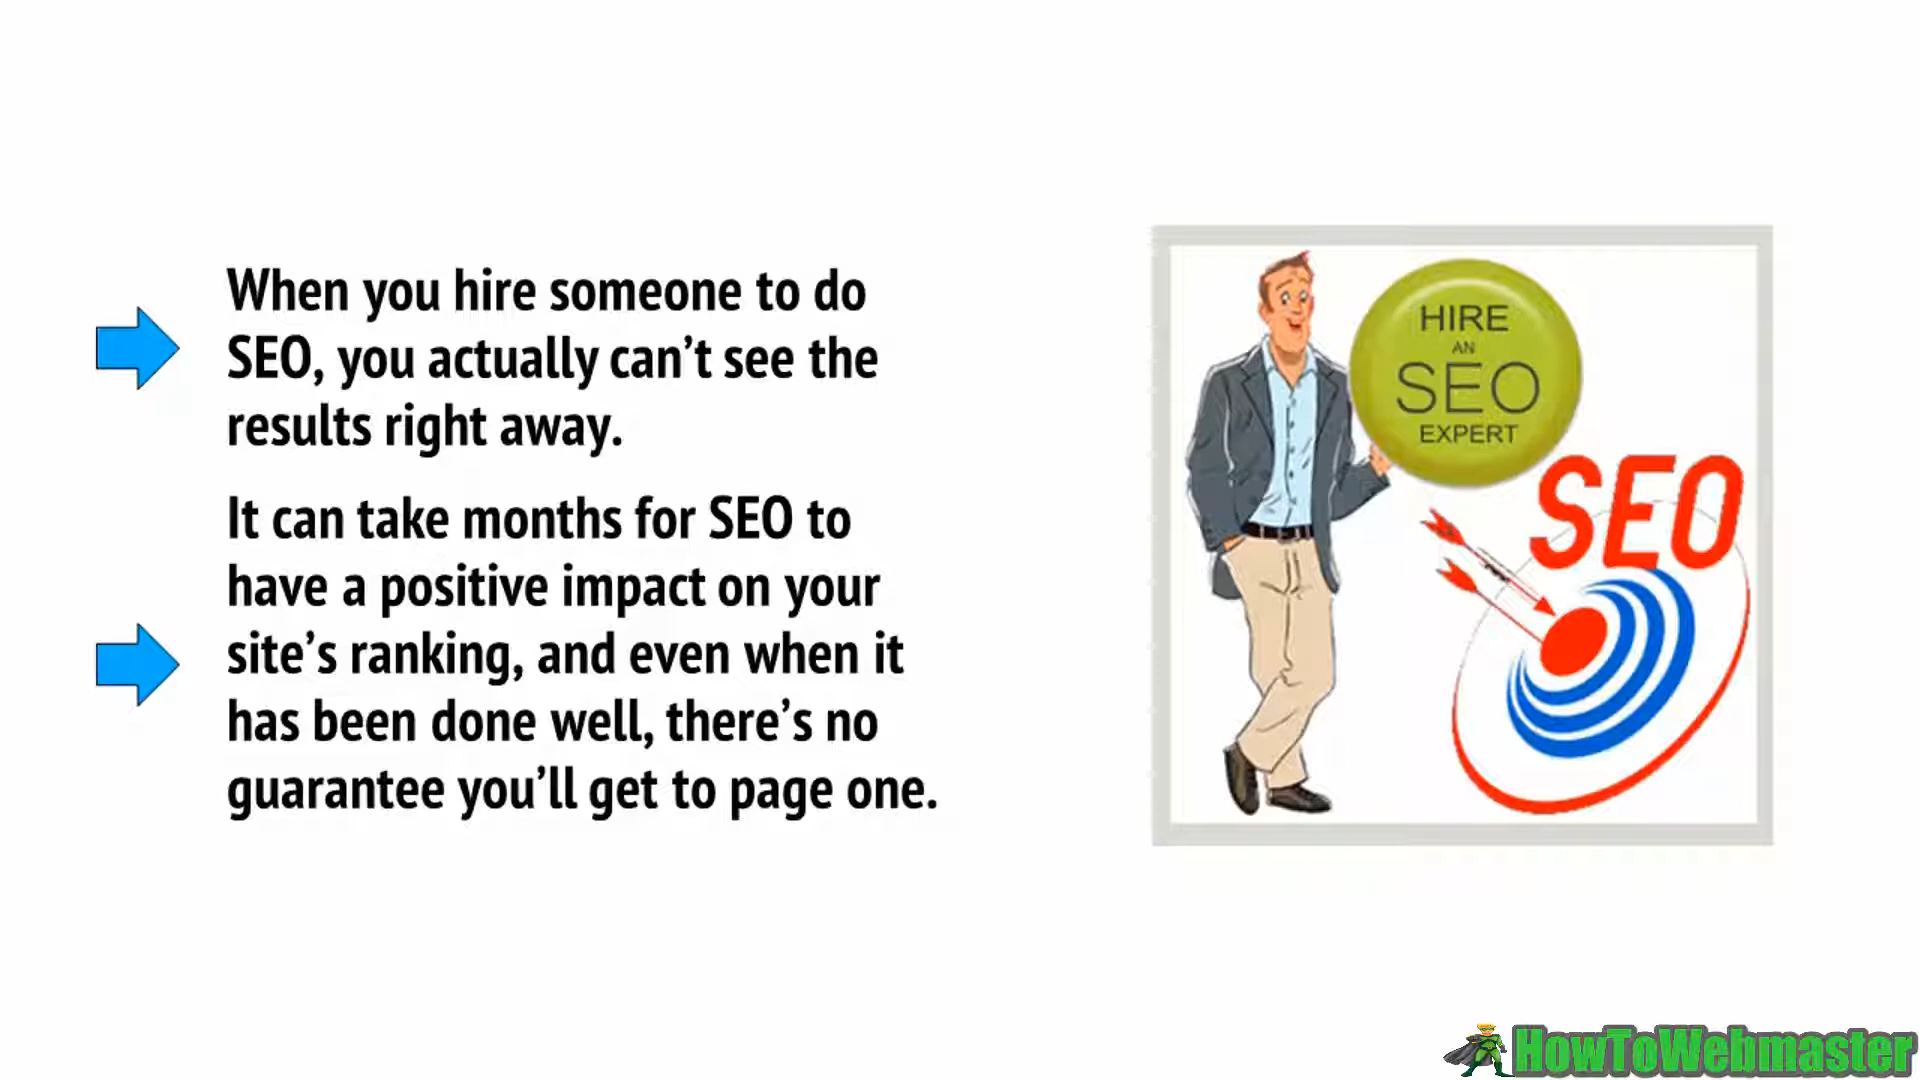 When you hire someone to do
SEO, you actually can’t see the
results right away.
It can take months for SEO to
have a positive impact on your
site’s ranking, and even when it
has been done well, there’s no
guarantee you’ll get to page one.
HIRE
AN
SEO
EXPERT
SEO
HowToWebmaster